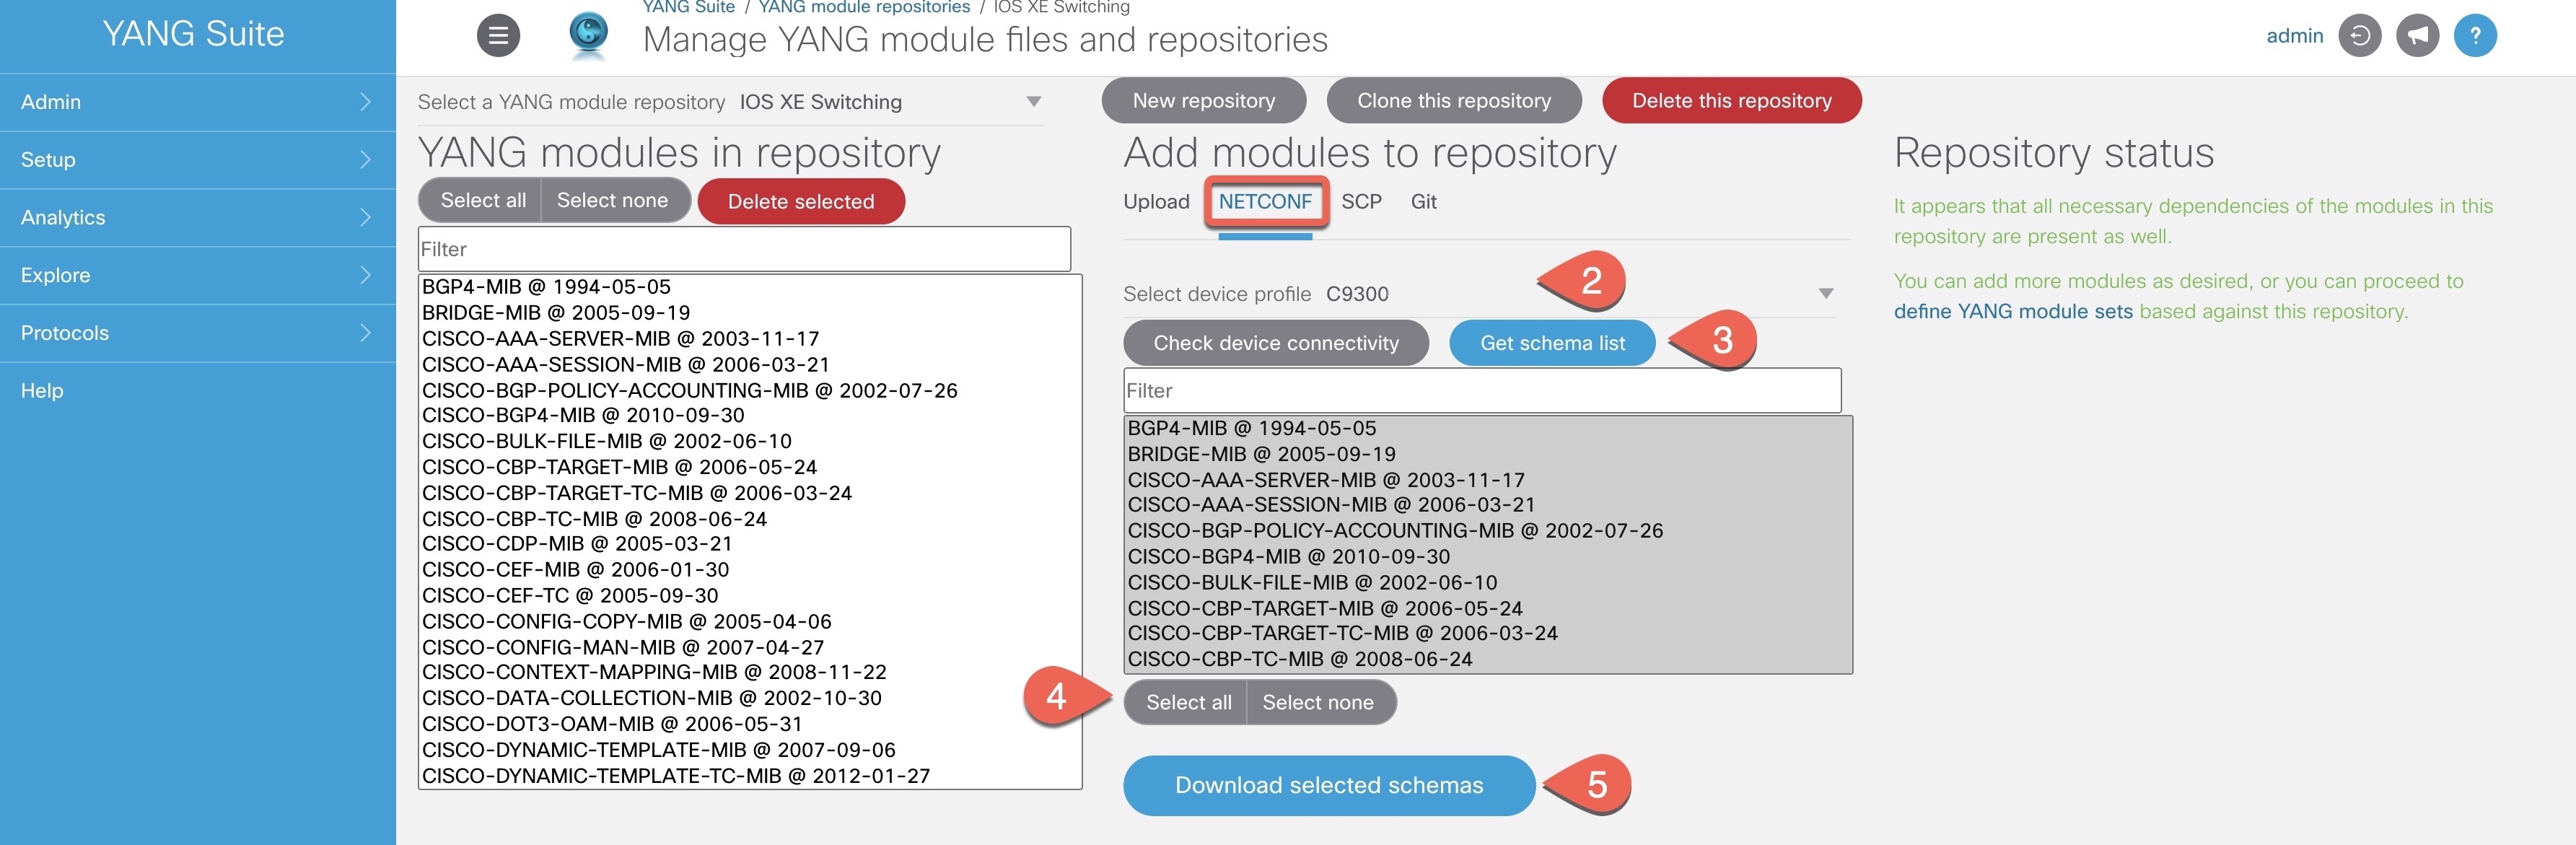 YANG Suite
Admin
Setup
Analytics
Explore
Protocols
Help
YANG Suite / YANG module repositories / IOS XE Switching
Manage YANG module files and repositories
admin
?
Select a YANG module repository IOS XE Switching
New repository
Clone this repository
Delete this repository
YANG modules in repository
Select all
Select none
Delete selected
Filter
BGP4-MIB @ 1994-05-05
BRIDGE-MIB @ 2005-09-19
CISCO-AAA-SERVER-MIB @ 2003-11-17
CISCO-AAA-SESSION-MIB @ 2006-03-21
CISCO-BGP-POLICY-ACCOUNTING-MIB @ 2002-07-26
CISCO-BGP4-MIB @ 2010-09-30
CISCO-BULK-FILE-MIB @ 2002-06-10
CISCO-CBP-TARGET-MIB @ 2006-05-24
CISCO-CBP-TARGET-TC-MIB @ 2006-03-24
CISCO-CBP-TC-MIB @ 2008-06-24
CISCO-CDP-MIB @ 2005-03-21
CISCO-CEF-MIB @ 2006-01-30
CISCO-CEF-TC @ 2005-09-30
CISCO-CONFIG-COPY-MIB @ 2005-04-06
CISCO-CONFIG-MAN-MIB @ 2007-04-27
CISCO-CONTEXT-MAPPING-MIB @ 2008-11-22
CISCO-DATA-COLLECTION-MIB @ 2002-10-30
CISCO-DOT3-OAM-MIB @ 2006-05-31
CISCO-DYNAMIC-TEMPLATE-MIB @ 2007-09-06
CISCO-DYNAMIC-TEMPLATE-TC-MIB @ 2012-01-27
Add modules to repository
Upload NETCONF SCP Git
2
Select device profile C9300
Check device connectivity
Get schema list
3
Filter
BGP4-MIB @ 1994-05-05
BRIDGE-MIB @ 2005-09-19
CISCO-AAA-SERVER-MIB @ 2003-11-17
CISCO-AAA-SESSION-MIB @ 2006-03-21
CISCO-BGP-POLICY-ACCOUNTING-MIB @ 2002-07-26
CISCO-BGP4-MIB @ 2010-09-30
CISCO-BULK-FILE-MIB @ 2002-06-10
CISCO-CBP-TARGET-MIB @ 2006-05-24
CISCO-CBP-TARGET-TC-MIB @ 2006-03-24
CISCO-CBP-TC-MIB @ 2008-06-24
4
Select all
Select none
Download selected schemas
5
Repository status
It appears that all necessary dependencies of the modules in this
repository are present as well.
You can add more modules as desired, or you can proceed to
define YANG module sets based against this repository.